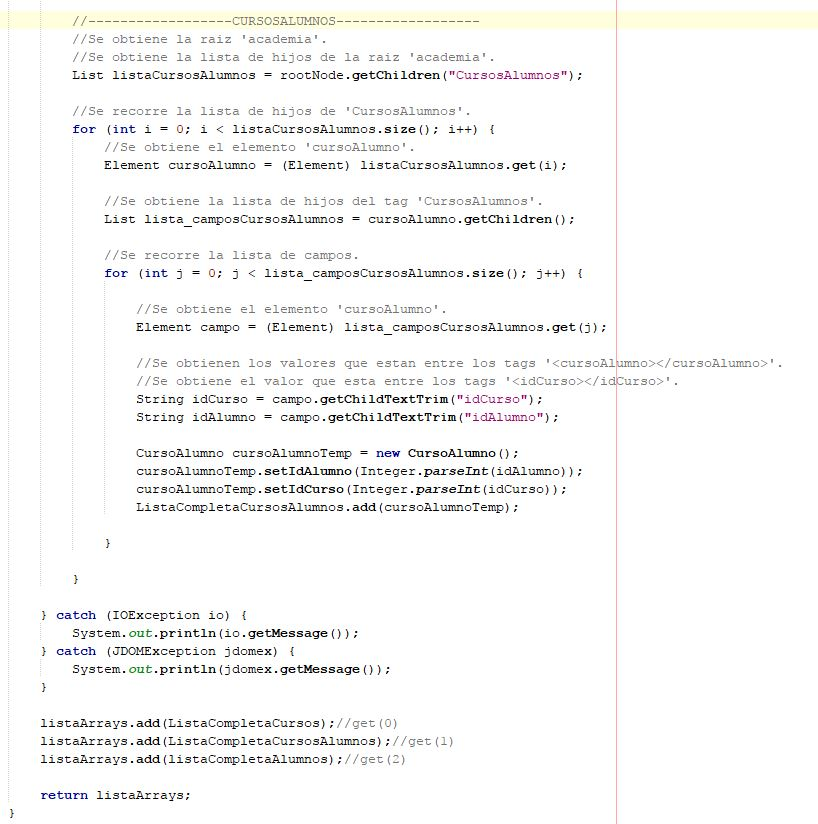 //------------------CURSOSALUMNOS------------------
//Se obtiene la raiz 'academia'.
//Se obtiene la lista de hijos de la raiz 'academia'.
List listaCursosAlumnos = rootNode.getChildren("CursosAlumnos");
//Se recorre la lista de hijos de 'CursosAlumnos'.
for (int i = 0; i < listaCursosAlumnos.size(); i++) {
//Se obtiene el elemento 'cursoAlumno'.
Element cursoAlumno = (Element) listaCursosAlumnos.get(i);
//Se obtiene la lista de hijos del tag 'CursosAlumnos'.
List lista_camposCursosAlumnos = cursoAlumno.getChildren();
//Se recorre la lista de campos.
for (int j = 0; j < lista_camposCursosAlumnos.size(); j++) {
//Se obtiene el elemento 'cursoAlumno'.
Element campo = (Element) lista_camposCursosAlumnos.get(j);
//Se obtienen los valores que estan entre los tags '<cursoAlumno></cursoAlumno>'.
//Se obtiene el valor que esta entre los tags '<idCurso></idCurso>'.
String idCurso = campo.getChildTextTrim("idCurso");
String idAlumno = campo.getChildTextTrim("idAlumno");
CursoAlumno cursoAlumnoTemp = new CursoAlumno();
cursoAlumnoTemp.setIdAlumno(Integer.parseInt(idAlumno));
cursoAlumnoTemp.setIdCurso(Integer.parseInt(idCurso));
ListaCompletaCursosAlumnos.add(cursoAlumnoTemp);
}
}
} catch (IOException io) {
System.out.println(io.getMessage());
} catch (JDOMException jdomex) {
System.out.println(jdomex.getMessage());
}
listaArrays.add(ListaCompletaCursos);//get(0)
listaArrays.add(ListaCompletaCursosAlumnos);//get(1)
listaArrays.add(listaCompletaAlumnos);//get(2)
return listaArrays;
}